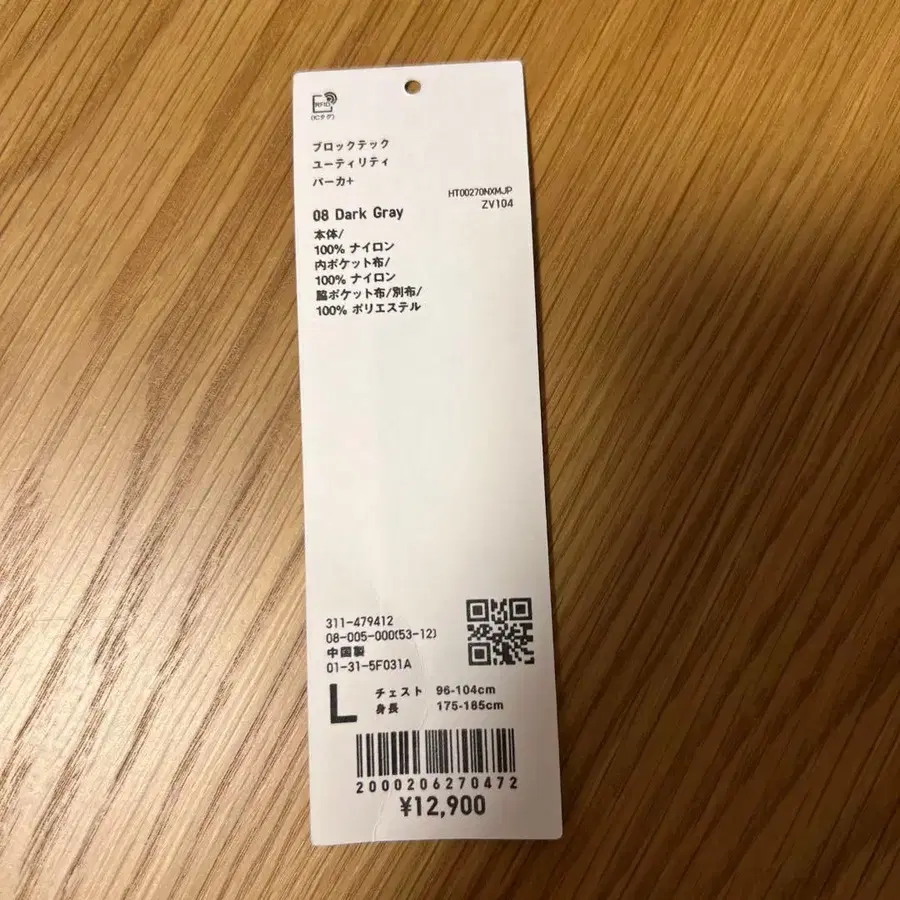 RFID
(ICタグ)
ブロックテック
ユーティリティ
パーカ+
HT00270NXMJP
ZV104
08 Dark Gray
本体/
100% ナイロン
内ポケット布/
100% ナイロン
脇ポケット布/別布/
100% ポリエステル
311-479412
08-005-000(53-12)
中国製
01-31-5F031A
L
チェスト 96-104cm
身長 175-185cm
2000206270472
¥12,900